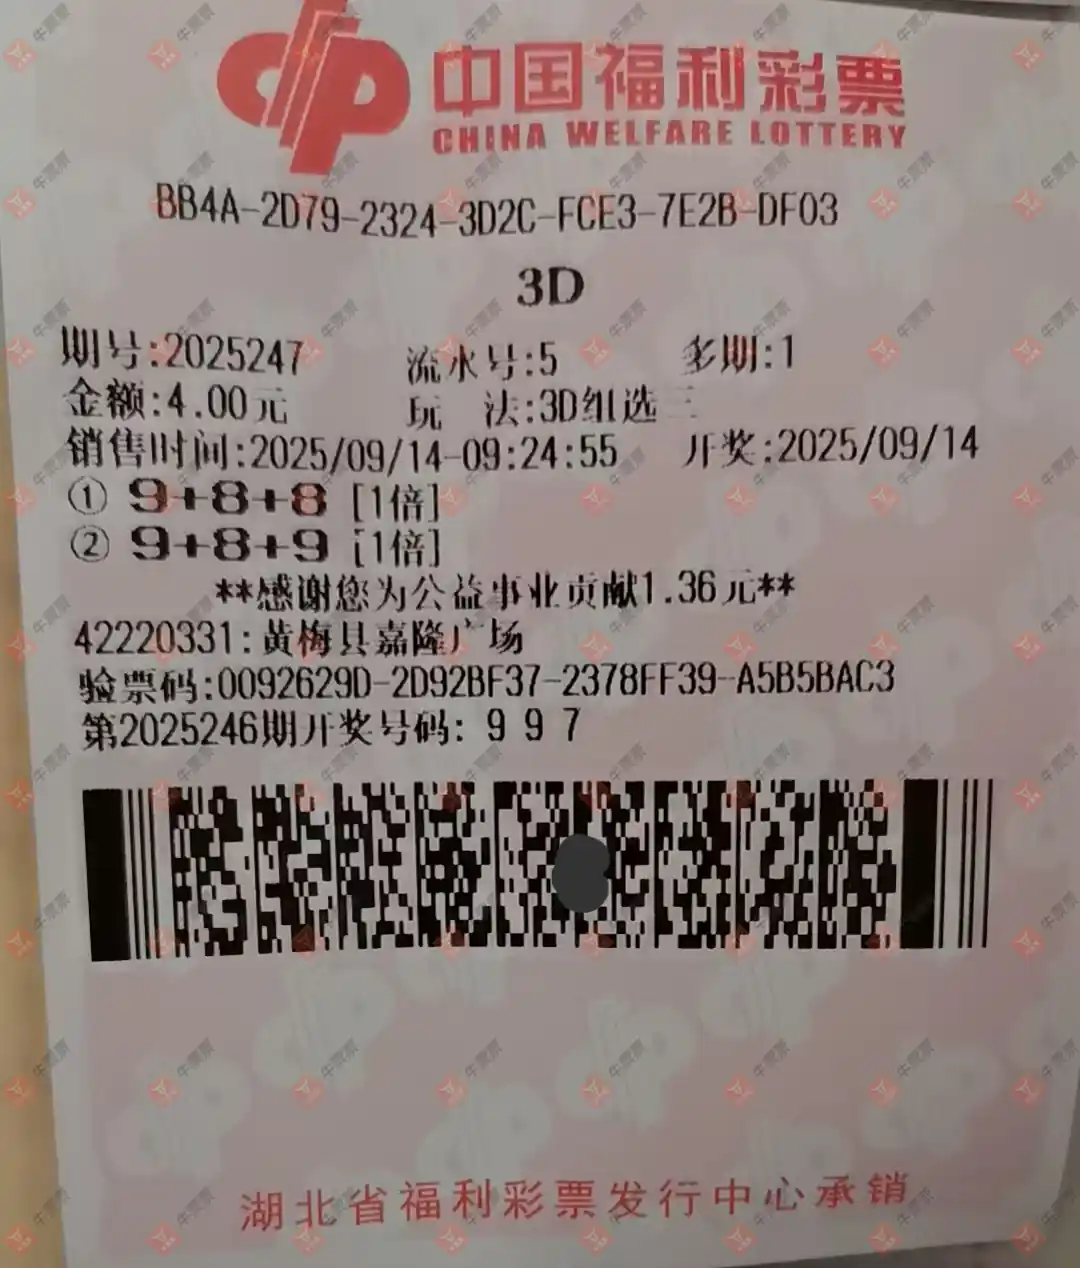 中国福利彩票
CHINA WELFARE LOTTERY
BB4A-2D79-2324-3D2C-FCE3-7E2B-DF03
3D
期号:2025247 流水号:5 多期:1
金额:4.00元 玩 法:3D组选三
销售时间:2025/09/14-09:24:55 开奖:2025/09/14
① 9+8+8 [1倍]
② 9+8+9 [1倍]
**感谢您为公益事业贡献1.36元**
42220331:黄梅县嘉隆广场
验票码:0092629D-2D92BF37-2378FF39-A5B5BAC3
第2025246期开奖号码: 9 9 7
湖北省福利彩票发行中心承销